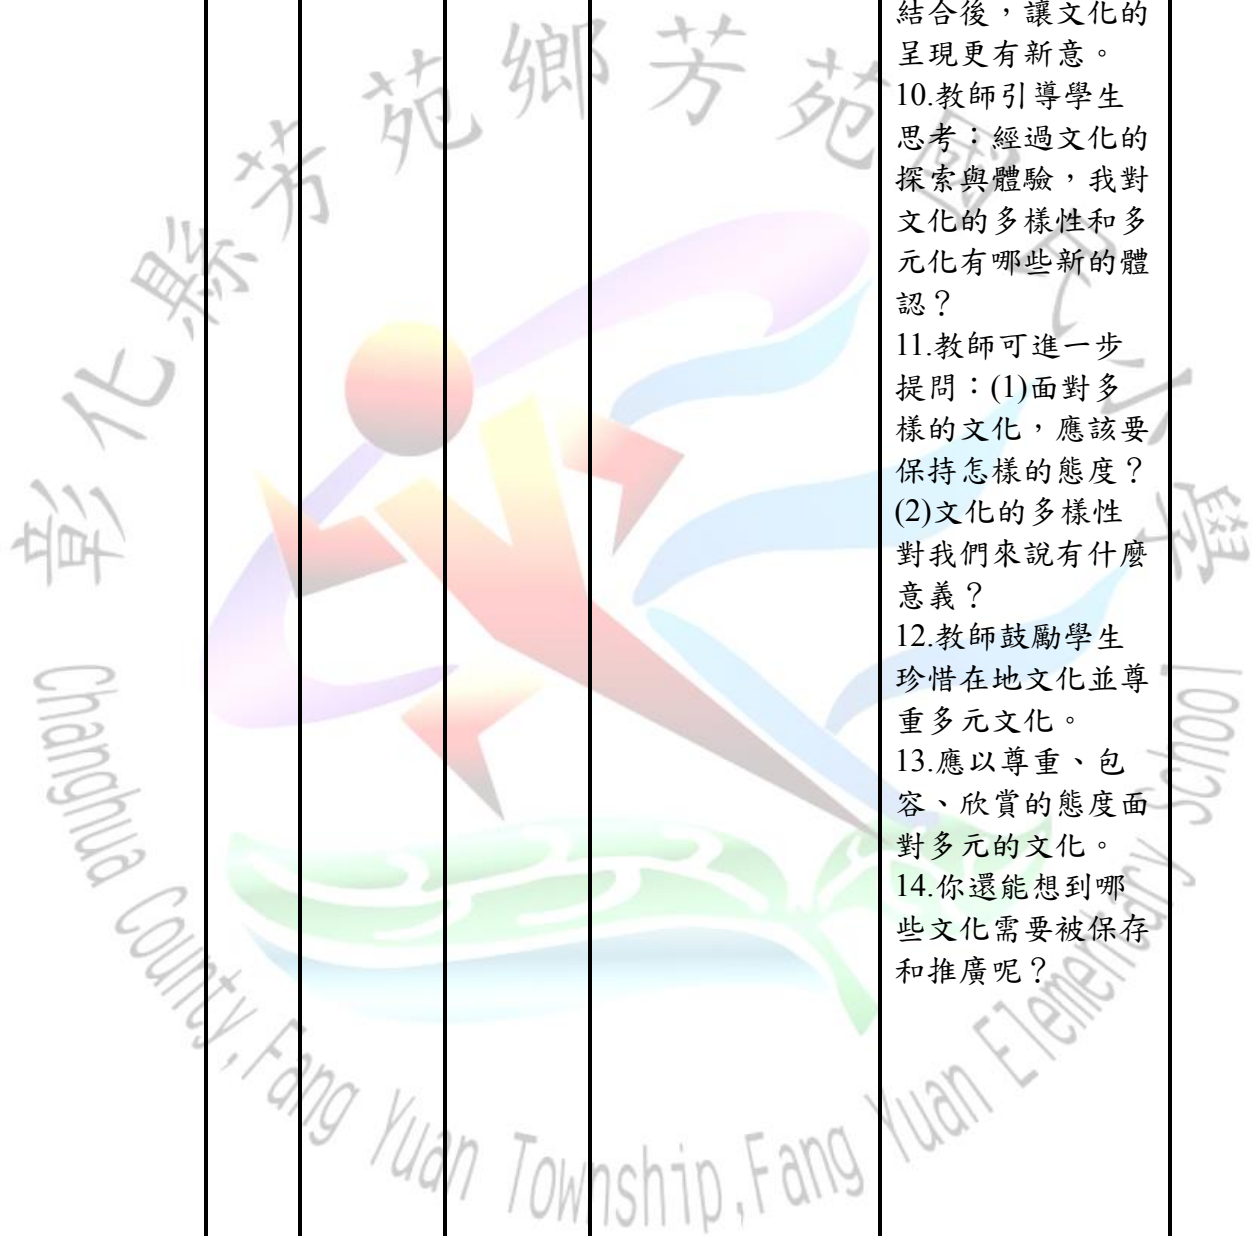 結合後，讓文化的
呈現更有新意。
10.教師引導學生
思考：經過文化的
探索與體驗，我對
文化的多樣性和多
元化有哪些新的體
認？
11.教師可進一步
提問：(1)面對多
樣的文化，應該要
保持怎樣的態度？
(2)文化的多樣性
對我們來說有什麼
意義？
12.教師鼓勵學生
珍惜在地文化並尊
重多元文化。
13.應以尊重、包
容、欣賞的態度面
對多元的文化。
14.你還能想到哪
些文化需要被保存
和推廣呢？
彰化縣芳苑鄉芳苑國民小學
Changhua County, Fang Yuan Township, Fang Yuan Elementary School